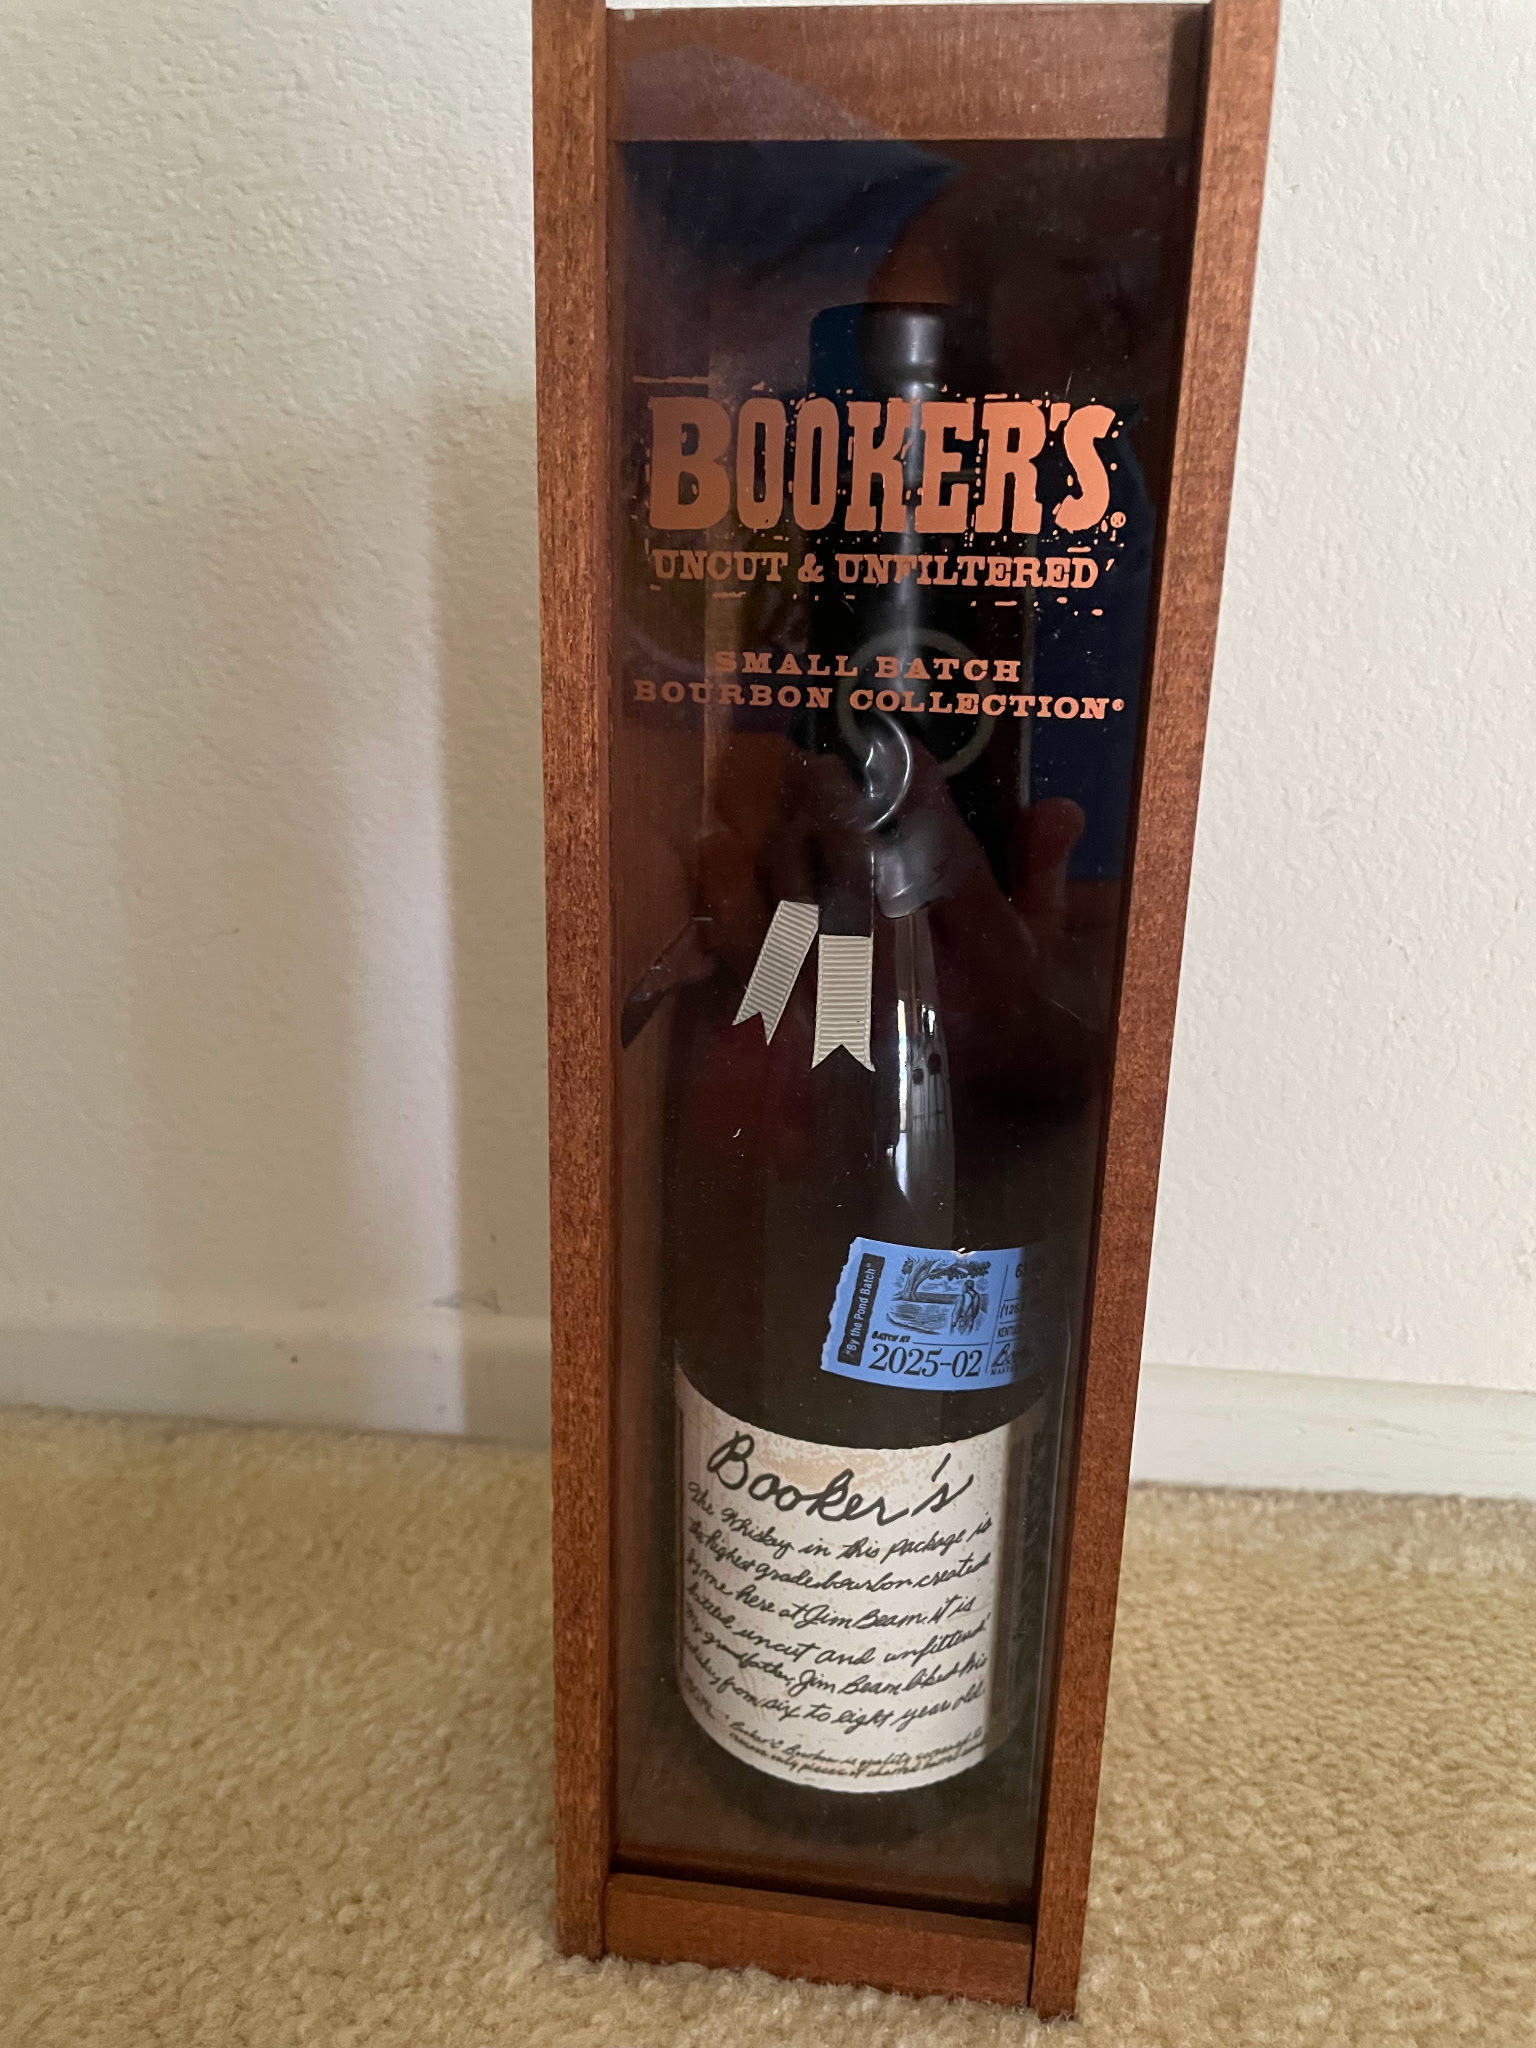 BOOKER'S®
UNCUT & UNFILTERED
SMALL BATCH
BOURBON COLLECTION®
"By the Pond Batch"
BATCH Nº
2025-02
KENTU
Booker's
The Whiskey in this package is
the highest grade bourbon created
by me here at Jim Beam. it is
bottled uncut and unfiltered.
my grandfather, Jim Beam liked his
whiskey from six to eight year old.